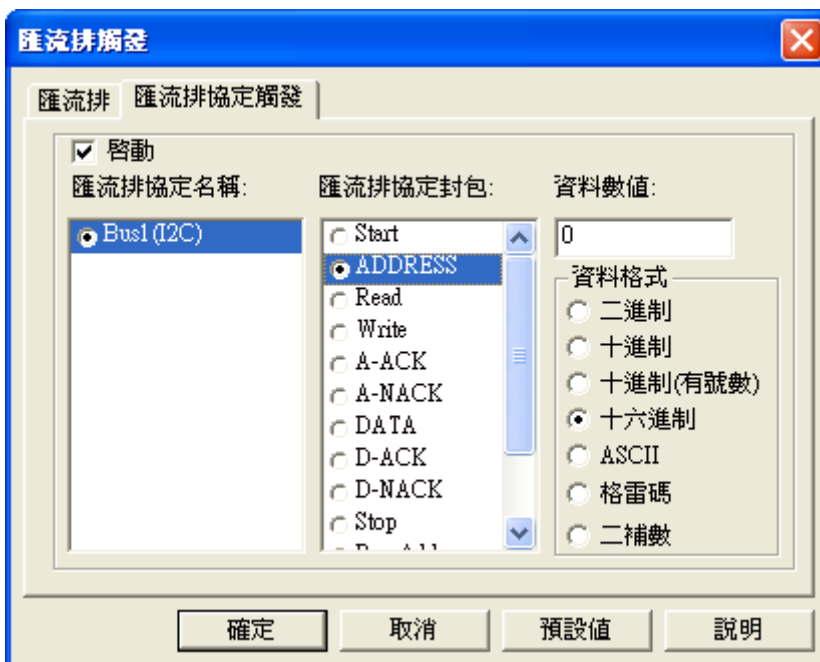 匯流排觸發
匯流排
匯流排協定觸發
啓動
匯流排協定名稱:
匯流排協定封包:
資料數值:
Bus1(I2C)
Start
ADDRESS
Read
Write
A-ACK
A-NACK
DATA
D-ACK
D-NACK
Stop
0
資料格式
二進制
十進制
十進制(有號數)
十六進制
ASCII
格雷碼
二補數
確定
取消
預設值
説明